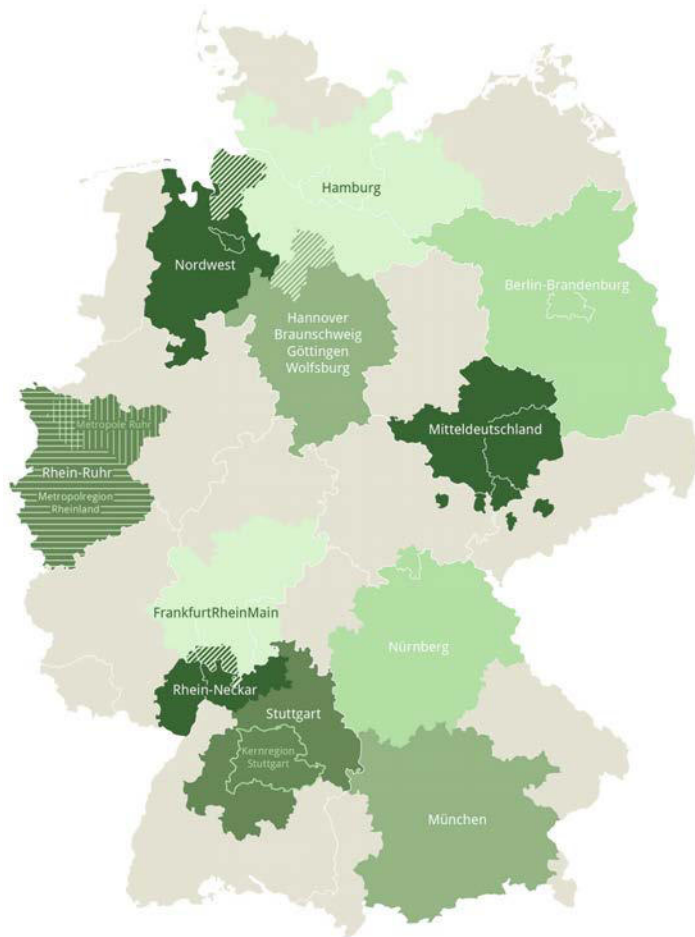 Hamburg
Nordwest
Berlin-Brandenburg
Hannover
Braunschweig
Göttingen
Wolfsburg
Metropole Ruhr
Mitteldeutschland
Rhein-Ruhr
Metropolregion
Rheinland
FrankfurtRheinMain
Nürnberg
Rhein-Neckar
Stuttgart
Kernregion
Stuttgart
München